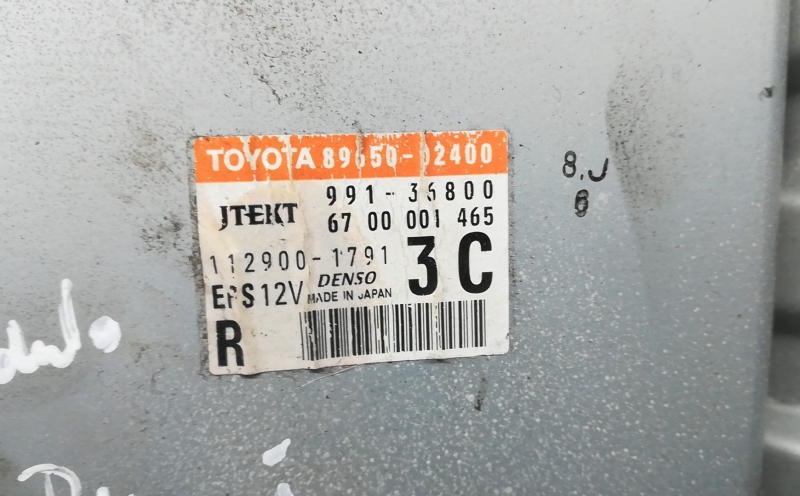 TOYOTA 89650-02400
991-36800
JTEKT
67 00 001 465
112900-1791
3C
DENSO
EPS12V MADE IN JAPAN
R
8.J